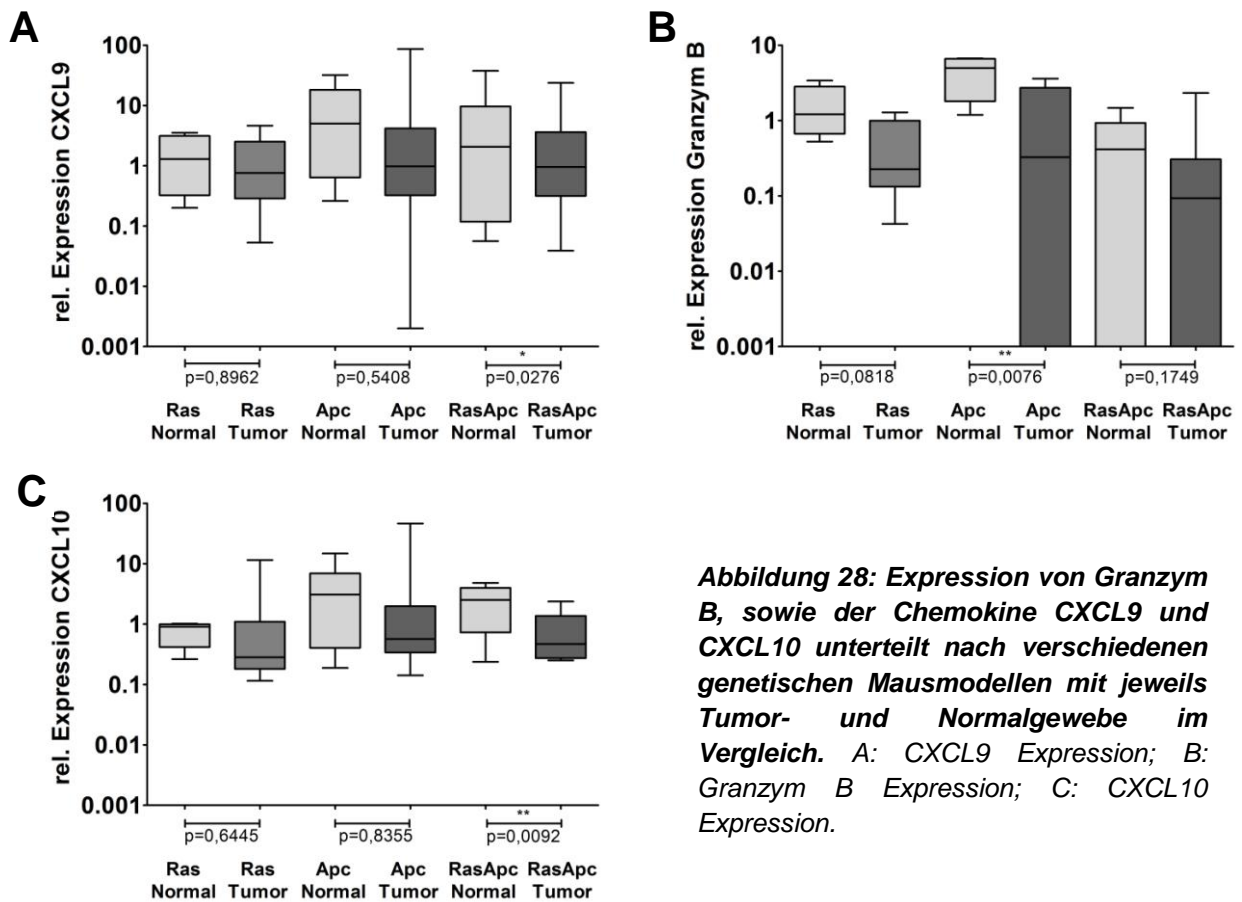 A
rel. Expression CXCL9
100
10
1
0.1
0.01
0.001
*
p=0,8962 p=0,5408 p=0,0276
Ras Ras Apc Apc RasApc RasApc
Normal Tumor Normal Tumor Normal Tumor
B
rel. Expression Granzym B
10
1
0.1
0.01
0.001
**
p=0,0818 p=0,0076 p=0,1749
Ras Ras Apc Apc RasApc RasApc
Normal Tumor Normal Tumor Normal Tumor
C
rel. Expression CXCL10
100
10
1
0.1
0.01
0.001
**
p=0,6445 p=0,8355 p=0,0092
Ras Ras Apc Apc RasApc RasApc
Normal Tumor Normal Tumor Normal Tumor
Abbildung 28: Expression von Granzym
B, sowie der Chemokine CXCL9 und
CXCL10 unterteilt nach verschiedenen
genetischen Mausmodellen mit jeweils
Tumor- und Normalgewebe im
Vergleich. A: CXCL9 Expression; B:
Granzym B Expression; C: CXCL10
Expression.